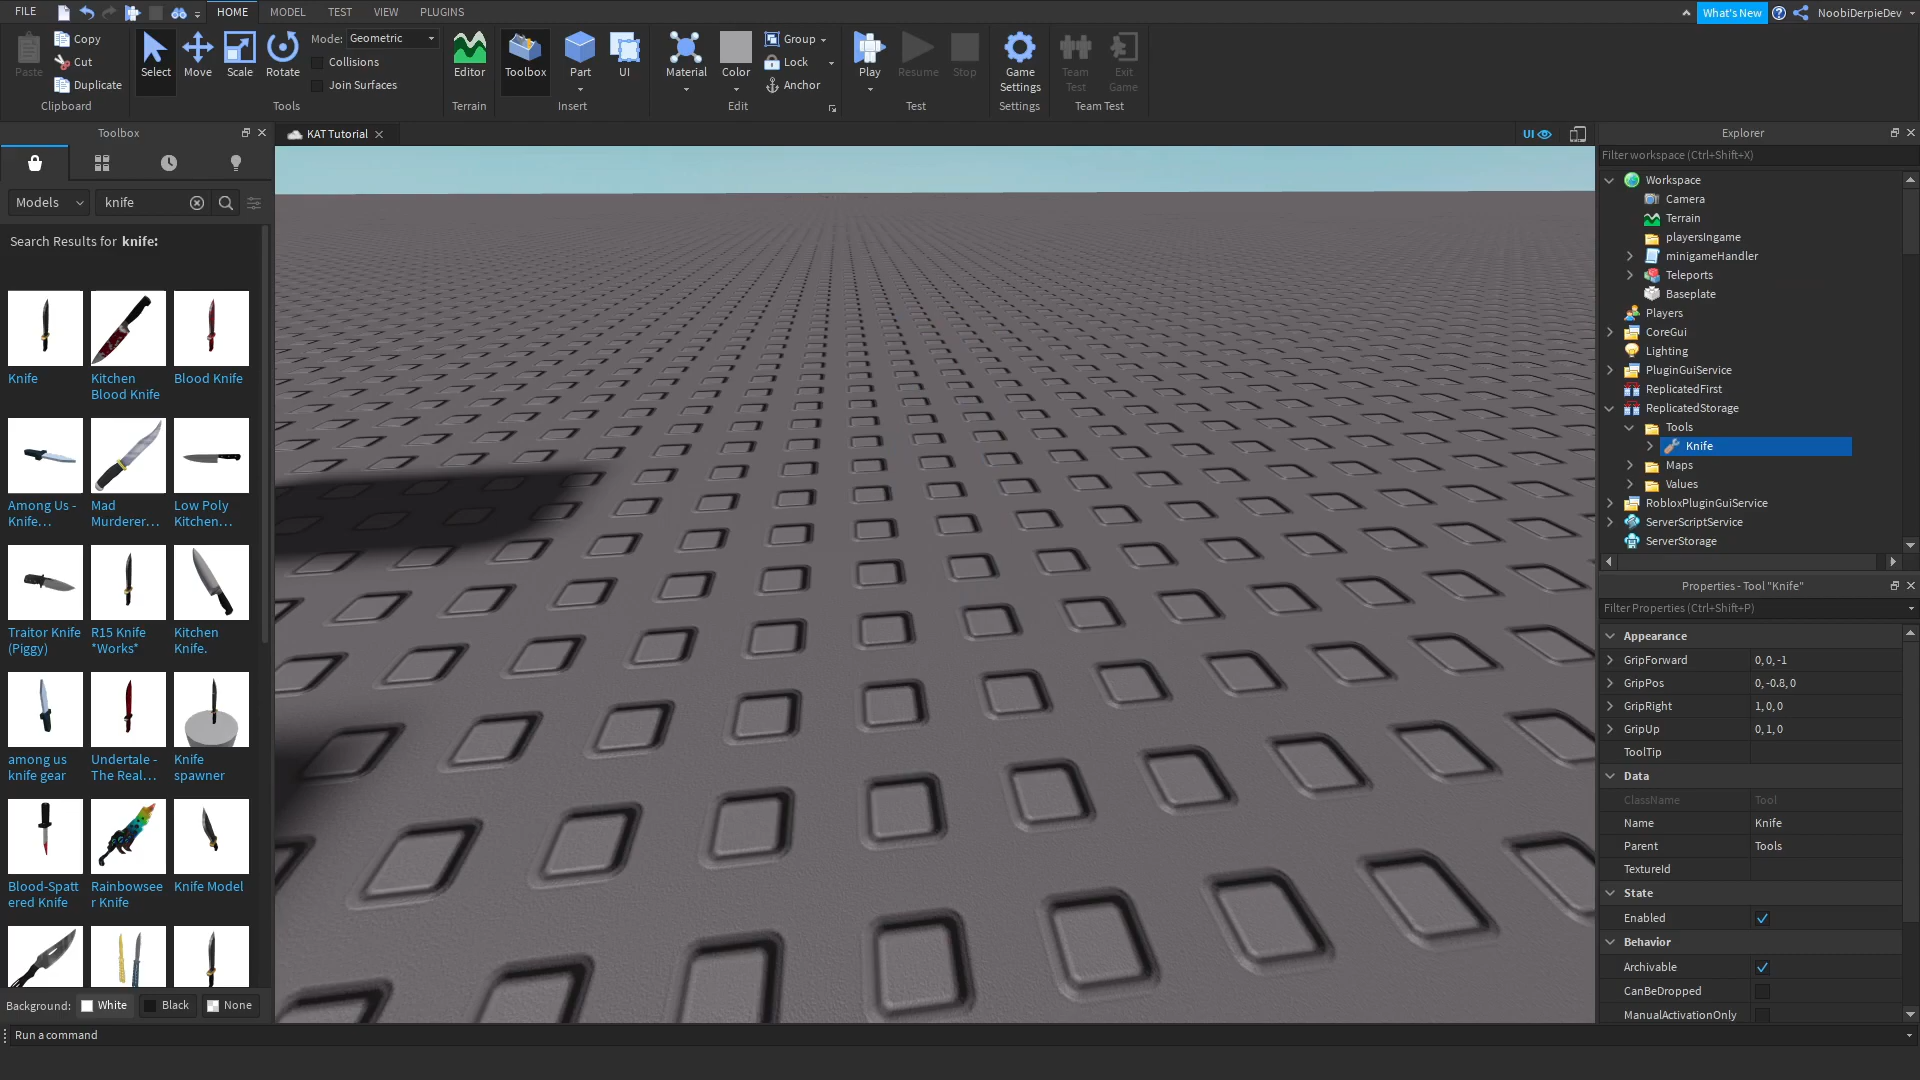 FILE
HOME
MODEL
TEST
VIEW
PLUGINS
What's New
NoobiDerpieDev
Paste
Copy
Cut
Duplicate
Clipboard
Select
Move
Scale
Rotate
Mode: Geometric
Collisions
Join Surfaces
Tools
Editor
Terrain
Toolbox
Part
UI
Insert
Material
Color
Group
Lock
Anchor
Edit
Play
Resume
Stop
Test
Game
Settings
Settings
Team
Test
Exit
Game
Team Test
Toolbox
Models
knife
Search Results for knife:
Knife
Kitchen
Blood Knife
Blood Knife
Among Us -
Knife...
Mad
Murderer...
Low Poly
Kitchen...
Traitor Knife
(Piggy)
R15 Knife
*Works*
Kitchen
Knife.
among us
knife gear
Undertale -
The Real...
Knife
spawner
Blood-Spatt
ered Knife
Rainbowsee
r Knife
Knife Model
Background:
White
Black
None
Run a command
KAT Tutorial
UI
Explorer
Filter workspace (Ctrl+Shift+X)
Workspace
Camera
Terrain
playersIngame
minigameHandler
Teleports
Baseplate
Players
CoreGui
Lighting
PluginGuiService
ReplicatedFirst
ReplicatedStorage
Tools
Knife
Maps
Values
RobloxPluginGuiService
ServerScriptService
ServerStorage
Properties - Tool "Knife"
Filter Properties (Ctrl+Shift+P)
Appearance
GripForward 0, 0, -1
GripPos 0, -0.8, 0
GripRight 1, 0, 0
GripUp 0, 1, 0
ToolTip
Data
ClassName Tool
Name Knife
Parent Tools
TextureId
State
Enabled
Behavior
Archivable
CanBeDropped
ManualActivationOnly